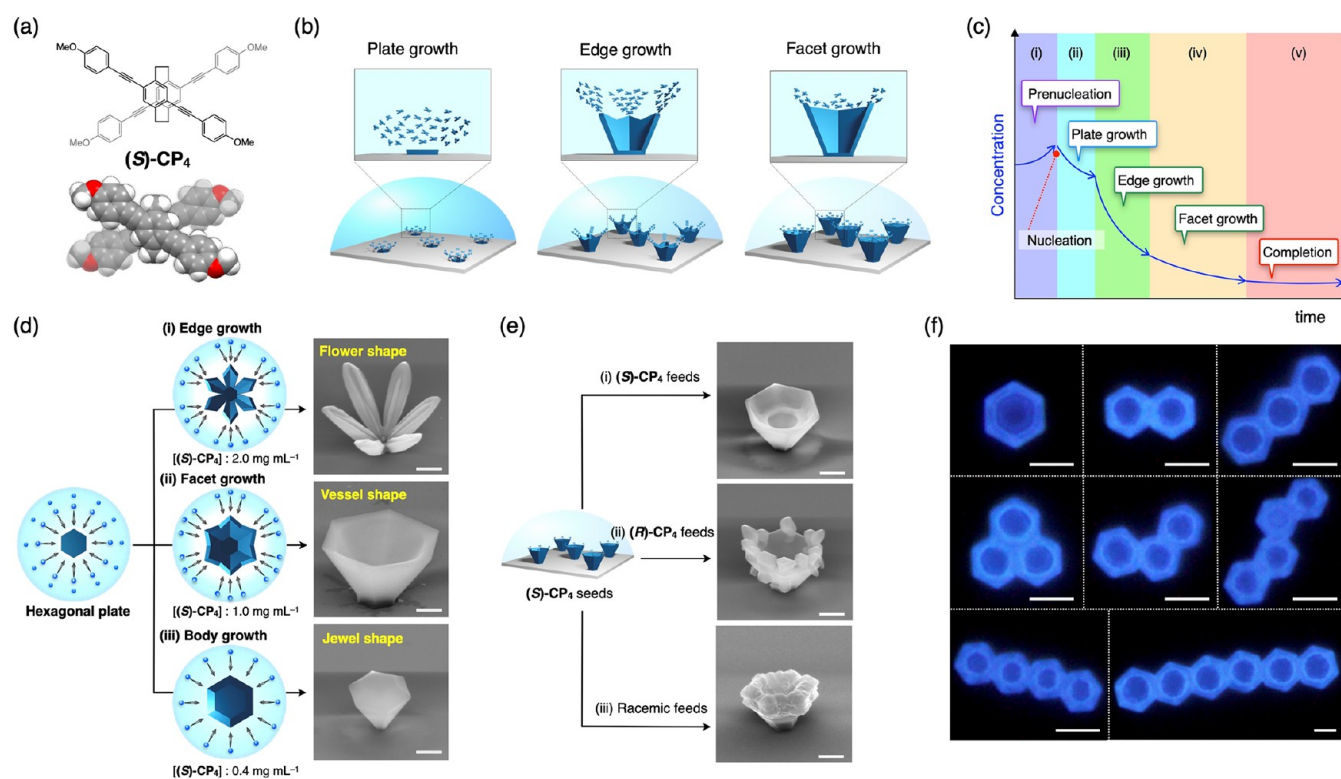 (a)
MeO
OMe
MeO
OMe
(S)-CP4
(b)
Plate growth
Edge growth
Facet growth
(c)
Concentration
(i)
(ii)
(iii)
(iv)
(v)
Prenucleation
Plate growth
Edge growth
Facet growth
Nucleation
Completion
time
(d)
Hexagonal plate
(i) Edge growth
[(S)-CP4] : 2.0 mg mL⁻¹
Flower shape
(ii) Facet growth
[(S)-CP4] : 1.0 mg mL⁻¹
Vessel shape
(iii) Body growth
[(S)-CP4] : 0.4 mg mL⁻¹
Jewel shape
(e)
(i) (S)-CP4 feeds
(ii) (R)-CP4 feeds
(S)-CP4 seeds
(iii) Racemic feeds
(f)